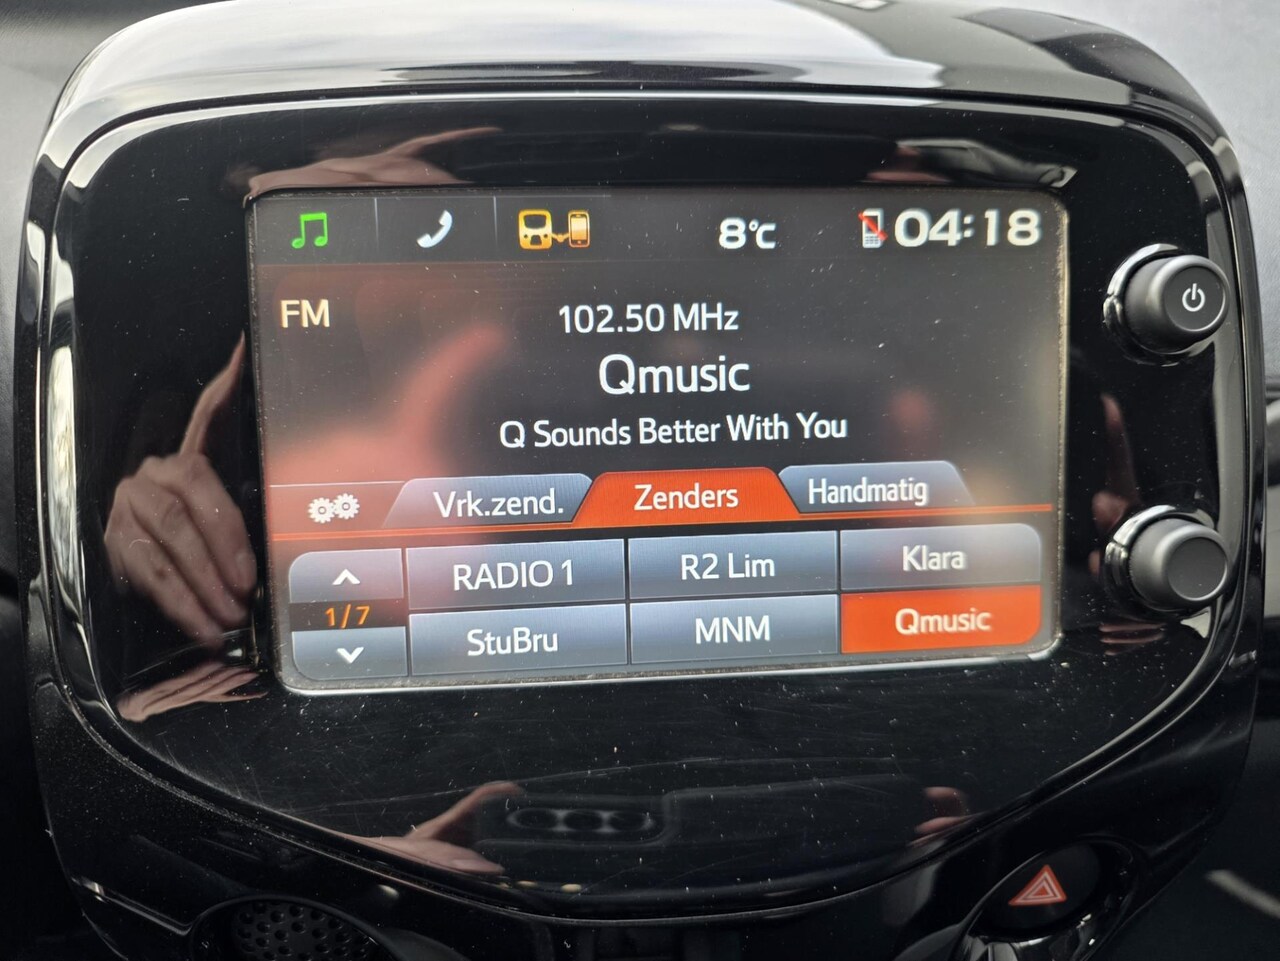 8°C 04:18
FM
102.50 MHz
Qmusic
Q Sounds Better With You
Vrk.zend. Zenders Handmatig
RADIO 1 R2 Lim Klara
1/7
StuBru MNM Qmusic